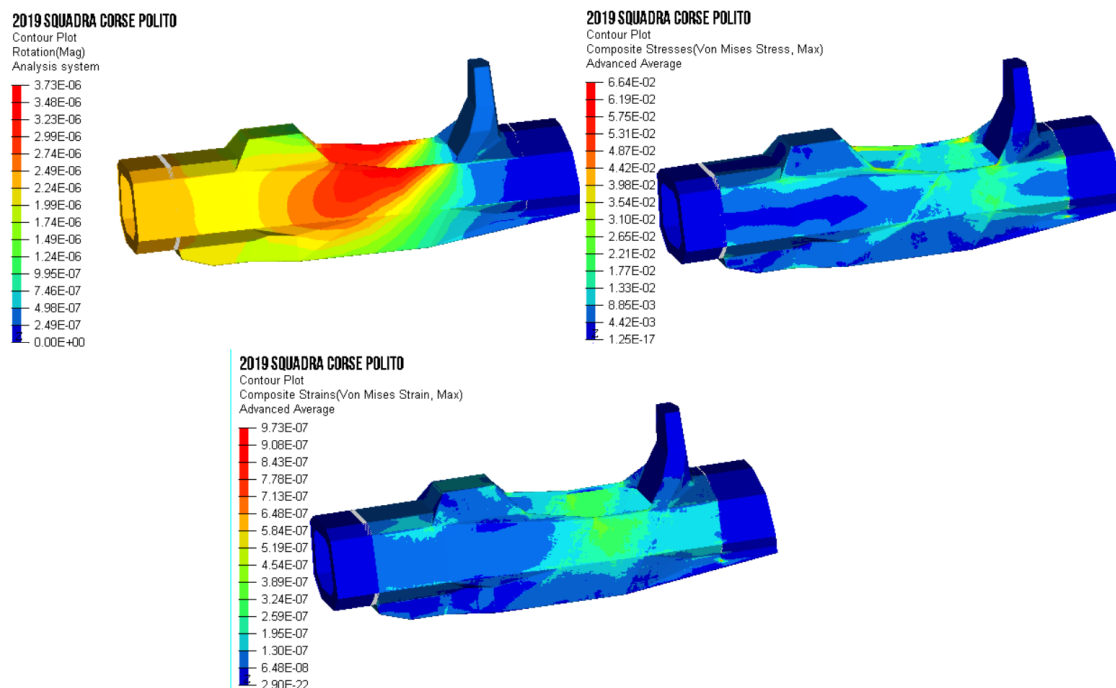 2019 SQUADRA CORSE POLITO
Contour Plot
Rotation(Mag)
Analysis system
3.73E-06
3.48E-06
3.23E-06
2.99E-06
2.74E-06
2.49E-06
2.24E-06
1.99E-06
1.74E-06
1.49E-06
1.24E-06
9.95E-07
7.46E-07
4.98E-07
2.49E-07
0.00E+00
2019 SQUADRA CORSE POLITO
Contour Plot
Composite Stresses(Von Mises Stress, Max)
Advanced Average
6.64E-02
6.19E-02
5.75E-02
5.31E-02
4.87E-02
4.42E-02
3.98E-02
3.54E-02
3.10E-02
2.65E-02
2.21E-02
1.77E-02
1.33E-02
8.85E-03
4.42E-03
1.25E-17
2019 SQUADRA CORSE POLITO
Contour Plot
Composite Strains(Von Mises Strain, Max)
Advanced Average
9.73E-07
9.08E-07
8.43E-07
7.78E-07
7.13E-07
6.48E-07
5.84E-07
5.19E-07
4.54E-07
3.89E-07
3.24E-07
2.59E-07
1.95E-07
1.30E-07
6.48E-08
2.90E-22